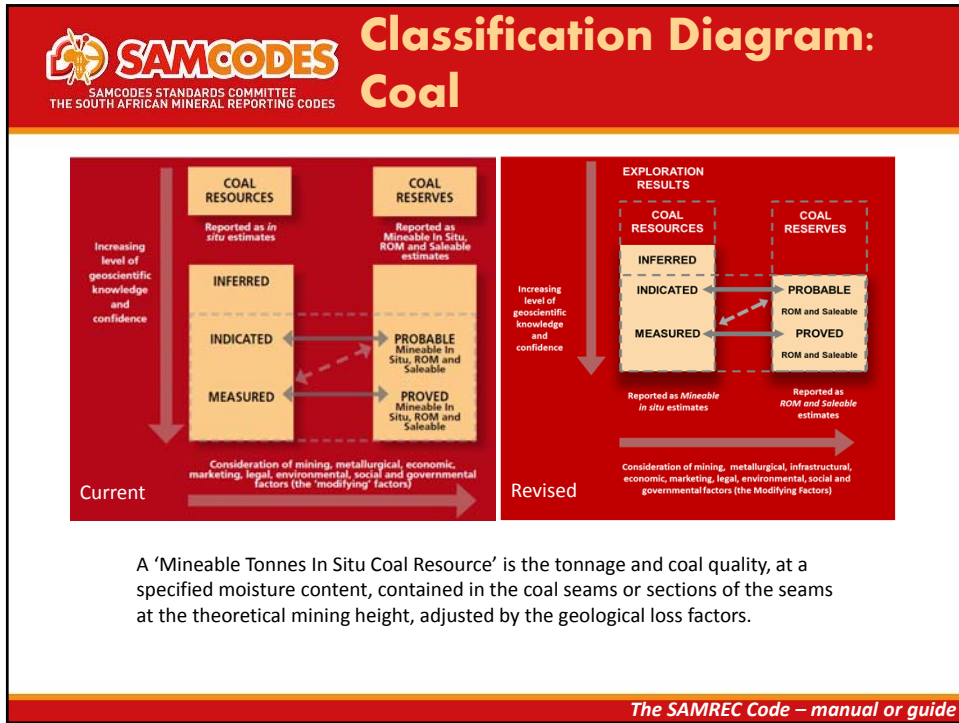 SAMCODES
SAMCODES STANDARDS COMMITTEE
THE SOUTH AFRICAN MINERAL REPORTING CODES
Classification Diagram:
Coal
COAL
RESOURCES
COAL
RESERVES
Reported as in
situ estimates
Reported as
Mineable In Situ,
ROM and Saleable
estimates
Increasing
level of
geoscientific
knowledge
and
confidence
INFERRED
INDICATED
PROBABLE
Mineable In
Situ, ROM and
Saleable
MEASURED
PROVED
Mineable In
Situ, ROM and
Saleable
Consideration of mining, metallurgical, economic,
marketing, legal, environmental, social and governmental
factors (the 'modifying' factors)
Current
EXPLORATION
RESULTS
COAL
RESOURCES
COAL
RESERVES
INFERRED
Increasing
level of
geoscientific
knowledge
and
confidence
INDICATED
PROBABLE
ROM and Saleable
MEASURED
PROVED
ROM and Saleable
Reported as Mineable
in situ estimates
Reported as
ROM and Saleable
estimates
Consideration of mining, metallurgical, infrastructural,
economic, marketing, legal, environmental, social and
governmental factors (the Modifying Factors)
Revised
A ‘Mineable Tonnes In Situ Coal Resource’ is the tonnage and coal quality, at a
specified moisture content, contained in the coal seams or sections of the seams
at the theoretical mining height, adjusted by the geological loss factors.
The SAMREC Code – manual or guide